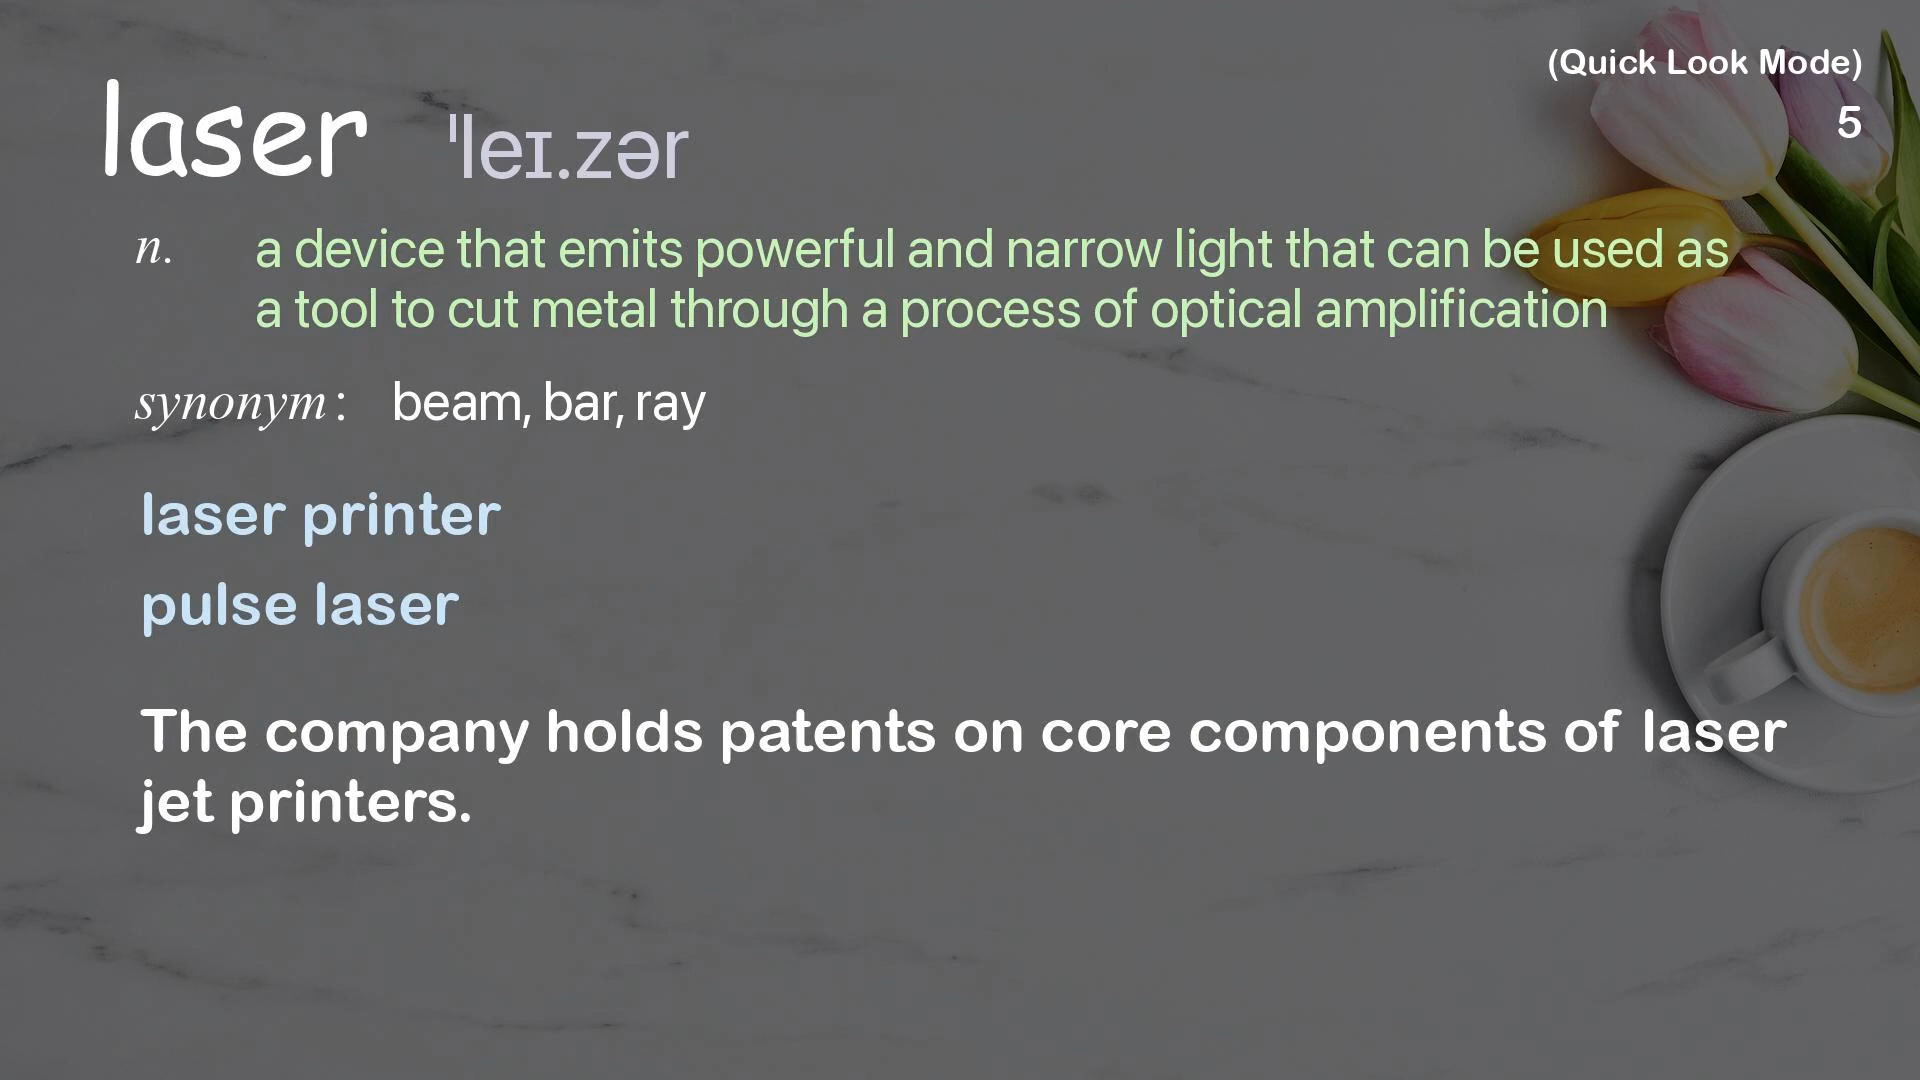 (Quick Look Mode)
5
laser ˈleɪ.zər
n. a device that emits powerful and narrow light that can be used as
a tool to cut metal through a process of optical amplification
synonym: beam, bar, ray
laser printer
pulse laser
The company holds patents on core components of laser
jet printers.